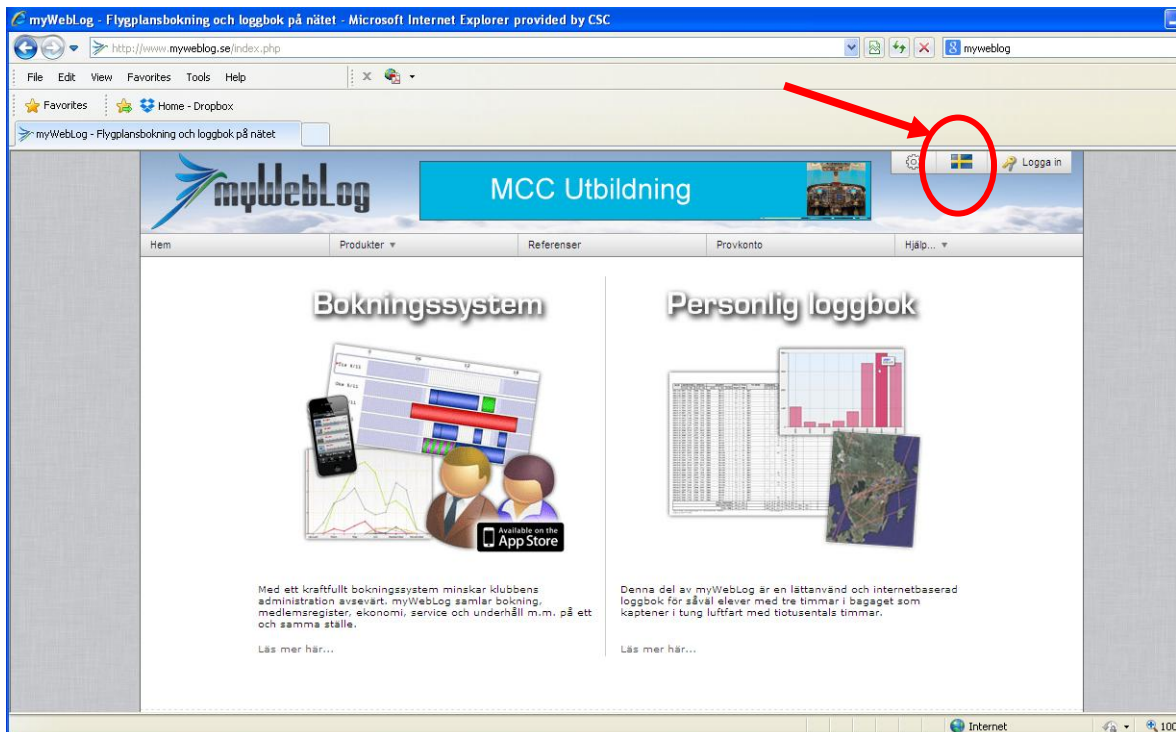 myWebLog - Flygplansbokning och loggbok på nätet - Microsoft Internet Explorer provided by CSC
http://www.myweblog.se/index.php
myweblog
File Edit View Favorites Tools Help
Favorites
Home - Dropbox
myWebLog - Flygplansbokning och loggbok på nätet
myWebLog
MCC Utbildning
Logga in
Hem
Produkter
Referenser
Provkonto
Hjälp...
Bokningssystem
Personlig loggbok
Available on the
App Store
Med ett kraftfullt bokningssystem minskar klubbens
administration avsevärt. myWebLog samlar bokning,
medlemsregister, ekonomi, service och underhåll m.m. på ett
och samma ställe.
Läs mer här...
Denna del av myWebLog är en lättanvänd och internetbaserad
loggbok för såväl elever med tre timmar i bagaget som
kaptener i tung luftfart med tiotusentals timmar.
Läs mer här...
Internet
100